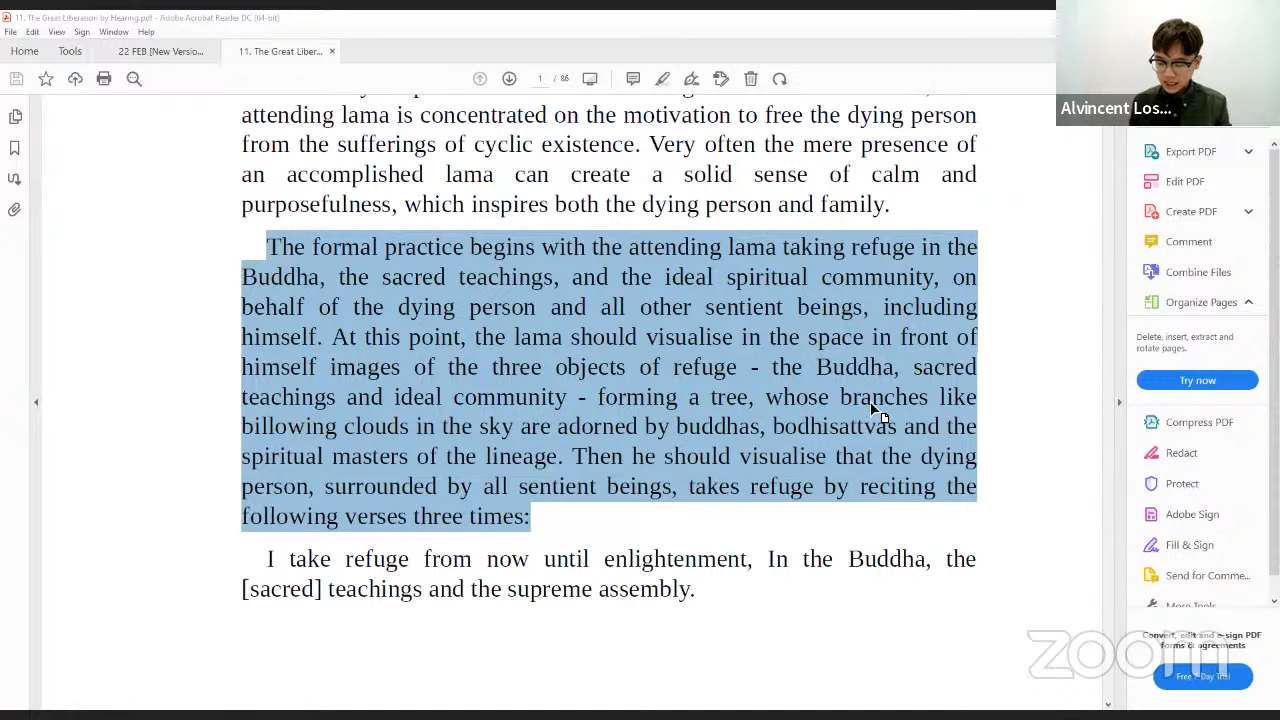 11. The Great Liberation by Hearing.pdf - Adobe Acrobat Reader DC (64-bit)
File Edit View Sign Window Help
Home Tools 22 FEB [New Versio... 11. The Great Liber... ×
1 / 86
Alvincent Los...
attending lama is concentrated on the motivation to free the dying person
from the sufferings of cyclic existence. Very often the mere presence of
an accomplished lama can create a solid sense of calm and
purposefulness, which inspires both the dying person and family.
The formal practice begins with the attending lama taking refuge in the
Buddha, the sacred teachings, and the ideal spiritual community, on
behalf of the dying person and all other sentient beings, including
himself. At this point, the lama should visualise in the space in front of
himself images of the three objects of refuge - the Buddha, sacred
teachings and ideal community - forming a tree, whose branches like
billowing clouds in the sky are adorned by buddhas, bodhisattvas and the
spiritual masters of the lineage. Then he should visualise that the dying
person, surrounded by all sentient beings, takes refuge by reciting the
following verses three times:
I take refuge from now until enlightenment, In the Buddha, the
[sacred] teachings and the supreme assembly.
Export PDF
Edit PDF
Create PDF
Comment
Combine Files
Organize Pages
Delete, insert, extract and
rotate pages.
Try now
Compress PDF
Redact
Protect
Adobe Sign
Fill & Sign
Send for Comme...
More Tools
Convert, edit and e-sign PDF
forms & agreements
Free 7-Day Trial
zoom